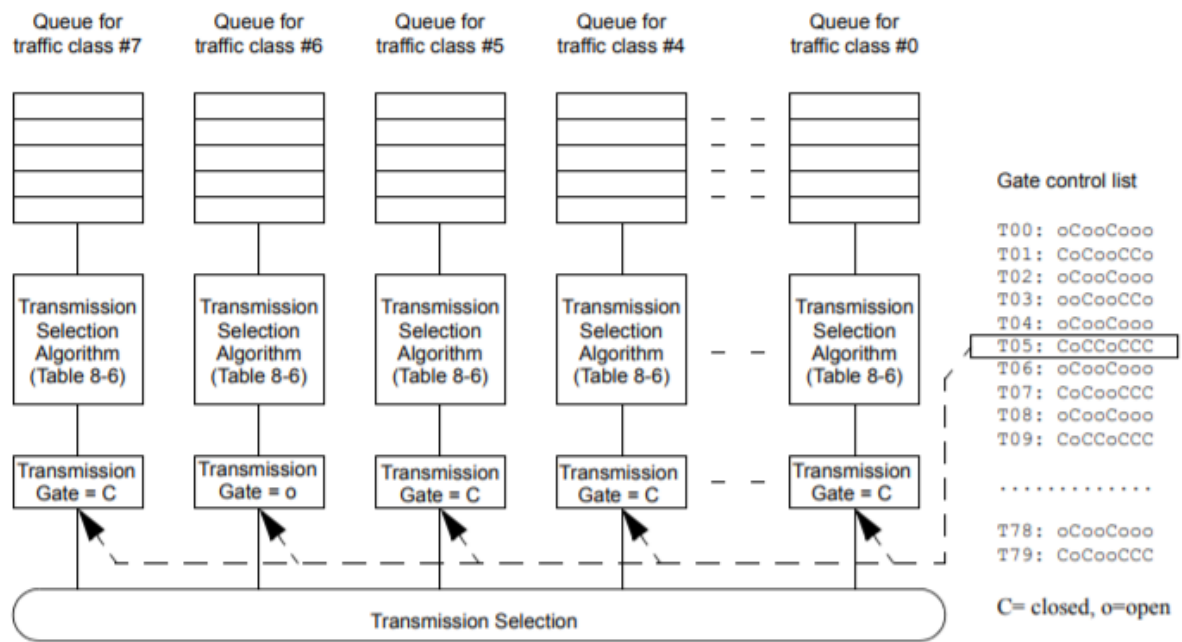 Queue for
traffic class #7
Queue for
traffic class #6
Queue for
traffic class #5
Queue for
traffic class #4
Queue for
traffic class #0
Transmission
Selection
Algorithm
(Table 8-6)
Transmission
Selection
Algorithm
(Table 8-6)
Transmission
Selection
Algorithm
(Table 8-6)
Transmission
Selection
Algorithm
(Table 8-6)
Transmission
Selection
Algorithm
(Table 8-6)
Transmission
Gate = C
Transmission
Gate = o
Transmission
Gate = C
Transmission
Gate = C
Transmission
Gate = C
Transmission Selection
Gate control list
T00: oCooCooo
T01: CoCooCCo
T02: oCooCooo
T03: ooCooCCo
T04: oCooCooo
T05: CoCCoCCC
T06: oCooCooo
T07: CoCooCCC
T08: oCooCooo
T09: CoCCoCCC
. . . . . . . . . . . . .
T78: oCooCooo
T79: CoCooCCC
C= closed, o=open